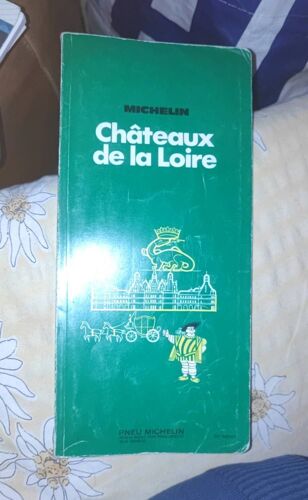 MICHELIN
Châteaux
de la Loire
PNEU MICHELIN